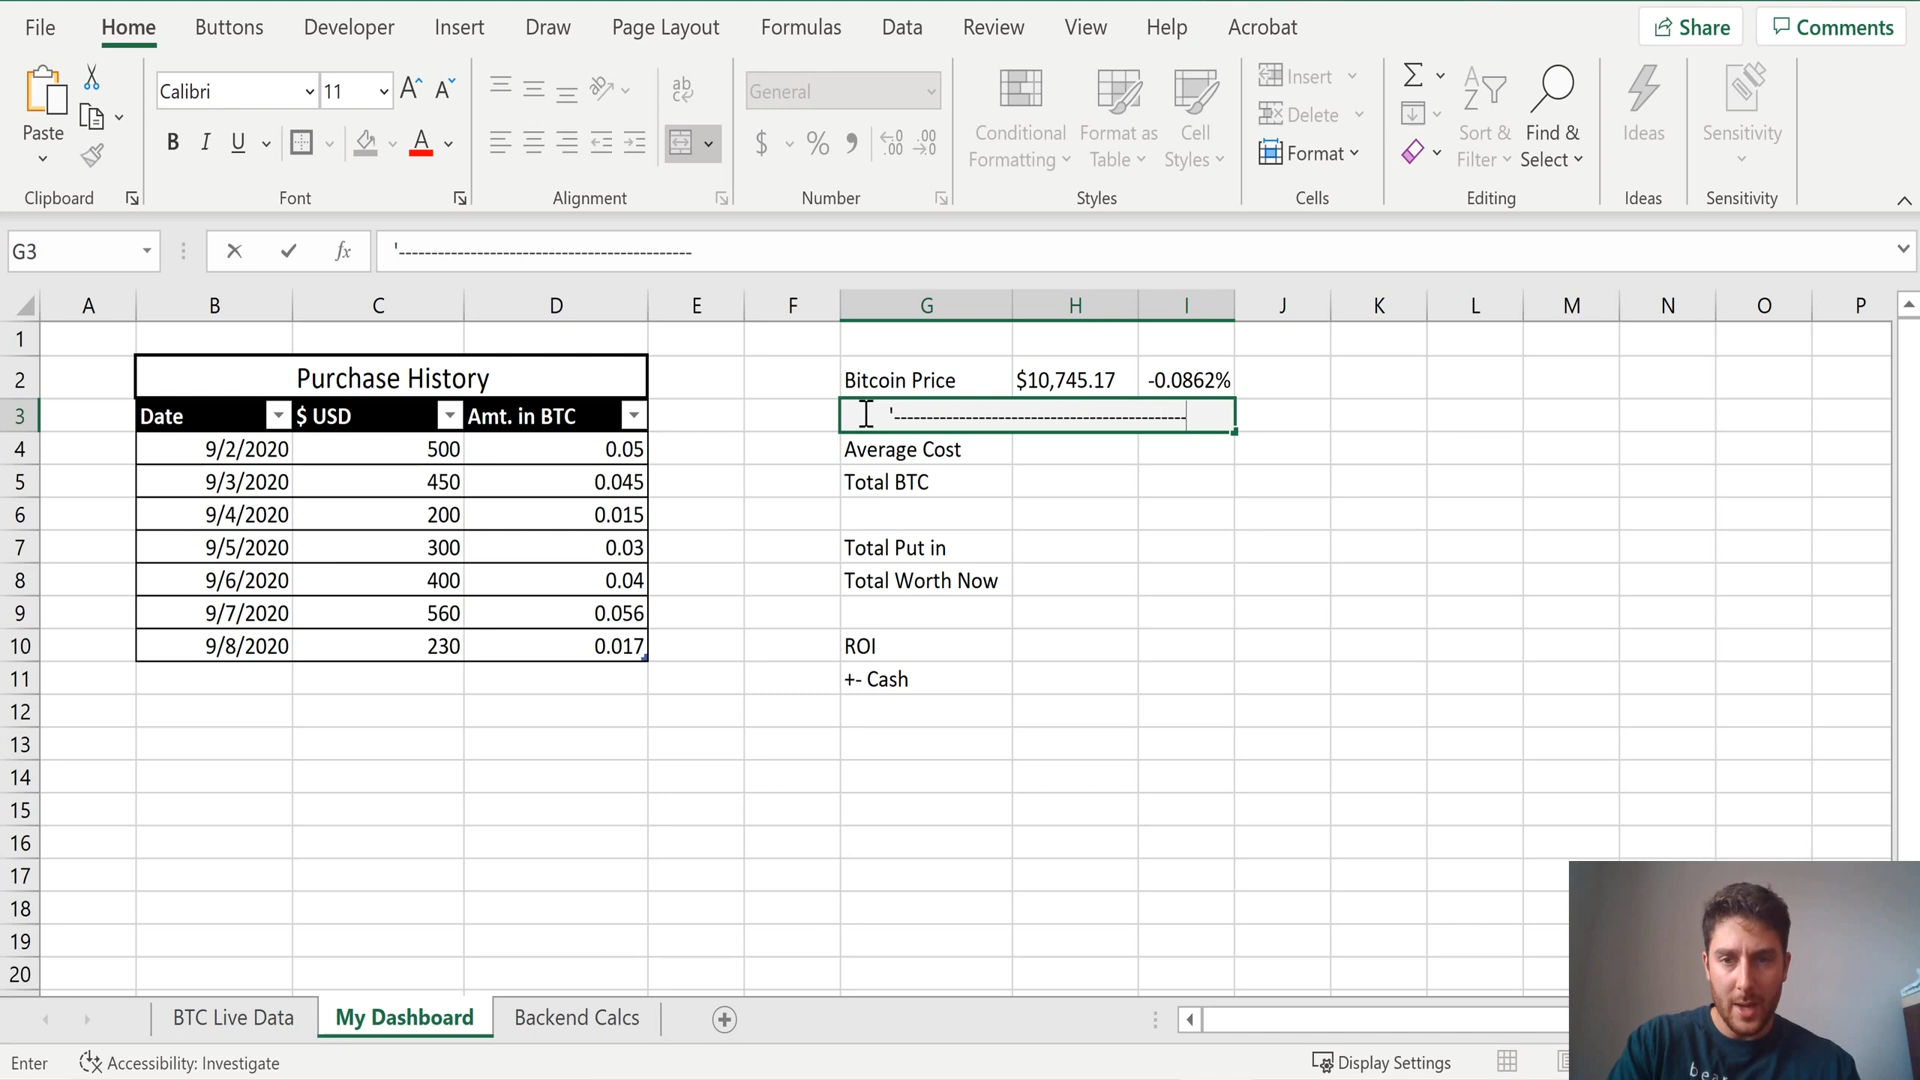 File Home Buttons Developer Insert Draw Page Layout Formulas Data Review View Help Acrobat Share Comments
Calibri 11 A A ab General Insert Σ A Z
Paste B I U A $ % , .00 .00 Conditional Formatting Format as Table Cell Styles Delete Format Sort & Filter Find & Select Ideas Sensitivity
Clipboard Font Alignment Number Styles Cells Editing Ideas Sensitivity
G3 fx '---------------------------------------------
A B C D E F G H I J K L M N O P
1
2 Purchase History Bitcoin Price $10,745.17 -0.0862%
3 Date $ USD Amt. in BTC '---------------------------------------------
4 9/2/2020 500 0.05 Average Cost
5 9/3/2020 450 0.045 Total BTC
6 9/4/2020 200 0.015
7 9/5/2020 300 0.03 Total Put in
8 9/6/2020 400 0.04 Total Worth Now
9 9/7/2020 560 0.056
10 9/8/2020 230 0.017 ROI
11 +- Cash
12
13
14
15
16
17
18
19
20
BTC Live Data My Dashboard Backend Calcs
Enter Accessibility: Investigate Display Settings